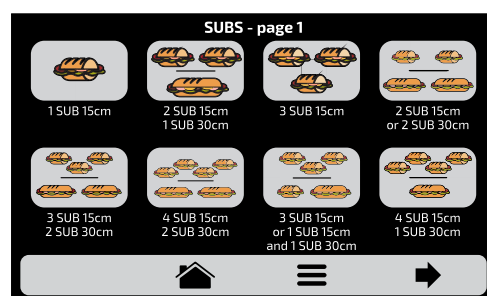 SUBS - page 1
1 SUB 15cm
2 SUB 15cm
1 SUB 30cm
3 SUB 15cm
2 SUB 15cm
or 2 SUB 30cm
3 SUB 15cm
2 SUB 30cm
4 SUB 15cm
2 SUB 30cm
3 SUB 15cm
or 1 SUB 15cm
and 1 SUB 30cm
4 SUB 15cm
1 SUB 30cm